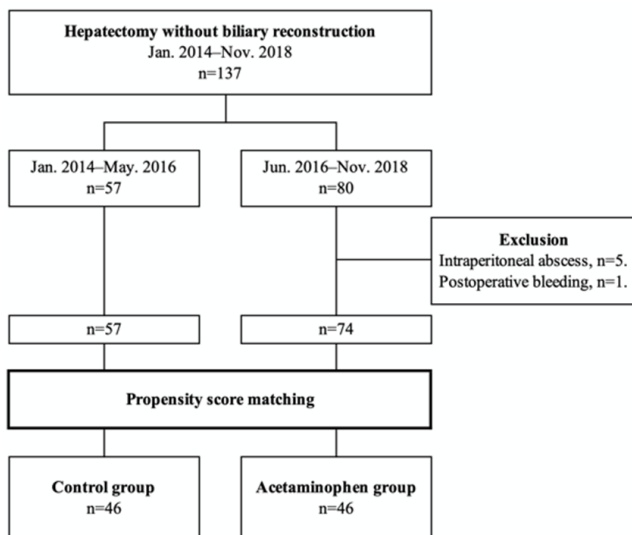 Hepatectomy without biliary reconstruction
Jan. 2014–Nov. 2018
n=137
Jan. 2014–May. 2016
n=57
Jun. 2016–Nov. 2018
n=80
Exclusion
Intraperitoneal abscess, n=5.
Postoperative bleeding, n=1.
n=57
n=74
Propensity score matching
Control group
n=46
Acetaminophen group
n=46